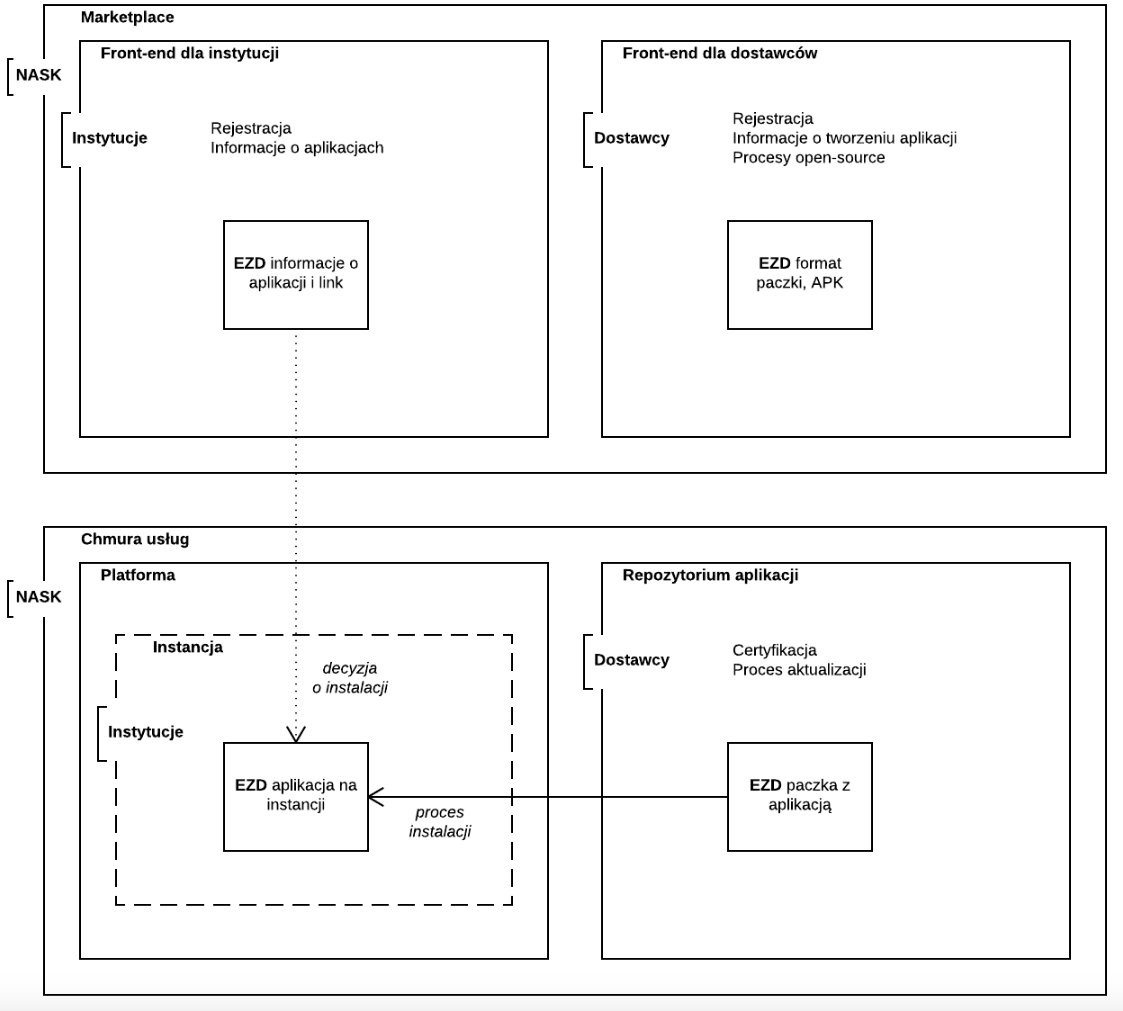 Marketplace
NASK
Front-end dla instytucji
Instytucje
Rejestracja
Informacje o aplikacjach
EZD informacje o
aplikacji i link
Front-end dla dostawców
Dostawcy
Rejestracja
Informacje o tworzeniu aplikacji
Procesy open-source
EZD format
paczki, APK
Chmura usług
NASK
Platforma
Instancja
decyzja
o instalacji
Instytucje
EZD aplikacja na
instancji
proces
instalacji
Repozytorium aplikacji
Dostawcy
Certyfikacja
Proces aktualizacji
EZD paczka z
aplikacją